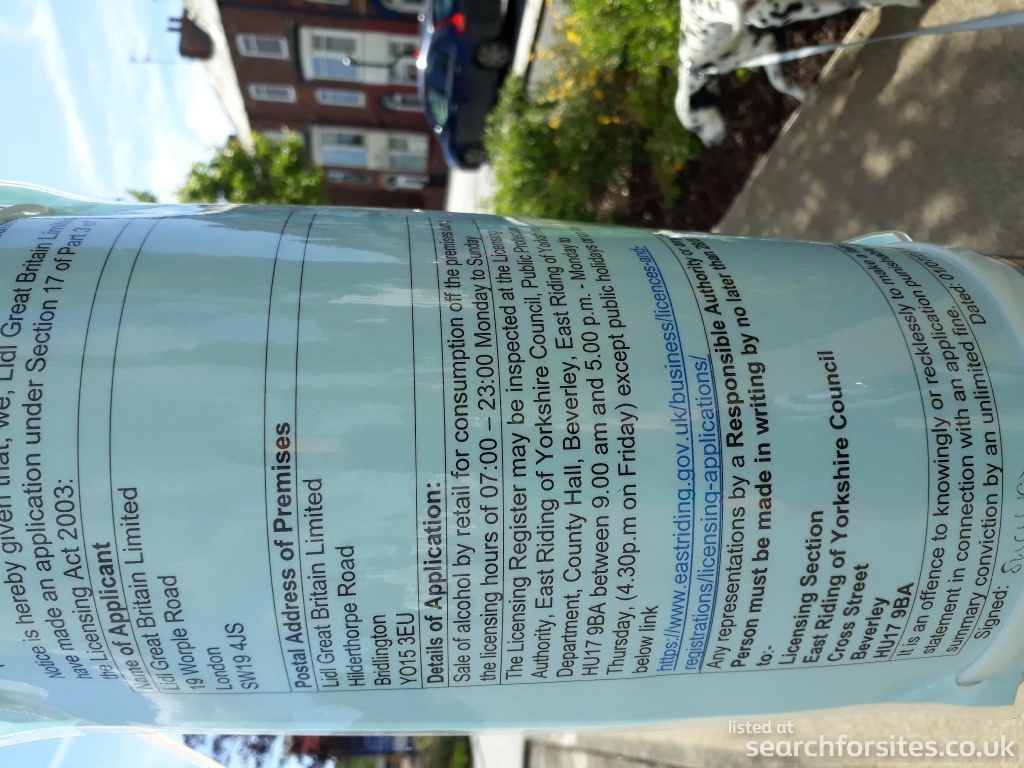 Notice is hereby given that, we, Lidl Great Britain
have made an application under Section 17 of Part 3
the Licensing Act 2003:
Name of Applicant
Lidl Great Britain Limited
19 Worple Road
London
SW19 4JS
Postal Address of Premises
Lidl Great Britain Limited
Hilderthorpe Road
Bridlington
YO15 3EU
Details of Application:
Sale of alcohol by retail for consumption off the premises
the licensing hours of 07:00 – 23:00 Monday to Sunday
The Licensing Register may be inspected at the Licensing
Authority, East Riding of Yorkshire Council, Public
Department, County Hall, Beverley, East Riding of
HU17 9BA between 9.00 am and 5.00 p.m. - Monday to
Thursday, (4.30p.m on Friday) except public holidays
below link
https://www.eastriding.gov.uk/business/licences-and-
registrations/licensing-applications/
Any representations by a Responsible Authority or
Person must be made in writing by no later than
to:-
Licensing Section
East Riding of Yorkshire Council
Cross Street
Beverley
HU17 9BA
It is an offence to knowingly or recklessly to make a
statement in connection with an application punishable
summary conviction by an unlimited fine.
Signed: Dated:
listed at
searchforsites.co.uk